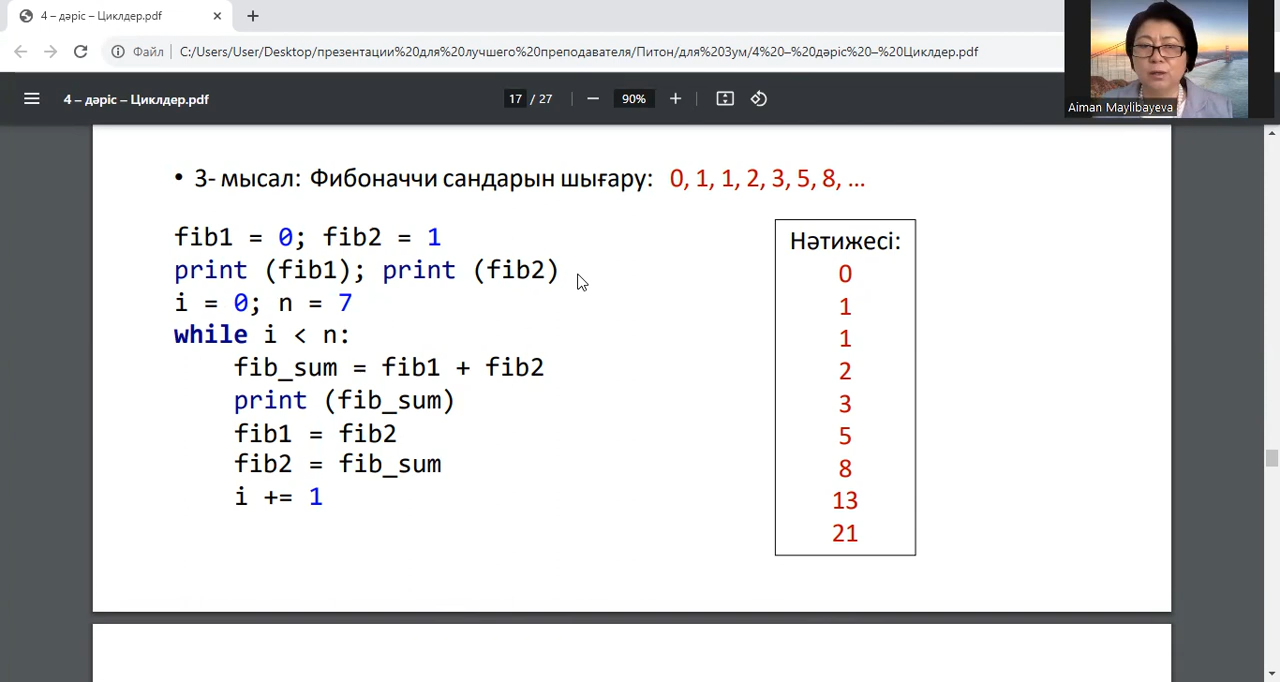 4 – дәріс – Циклдер.pdf
Файл
C:/Users/User/Desktop/презентации%20для%20лучшего%20преподавателя/Питон/для%203ум/4%20–%20дәріс%20–%20Циклдер.pdf
Aiman Maylibayeva
4 – дәріс – Циклдер.pdf
17 / 27
90%
• 3- мысал: Фибоначчи сандарын шығару: 0, 1, 1, 2, 3, 5, 8, ...
fib1 = 0; fib2 = 1
print (fib1); print (fib2)
i = 0; n = 7
while i < n:
fib_sum = fib1 + fib2
print (fib_sum)
fib1 = fib2
fib2 = fib_sum
i += 1
Нәтижесі:
0
1
1
2
3
5
8
13
21